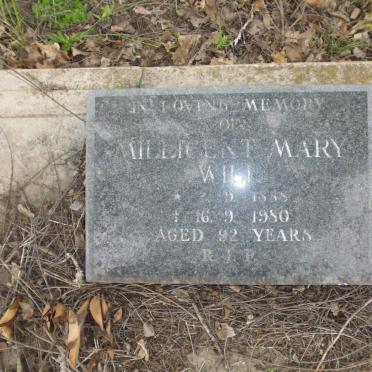 IN LOVING MEMORY
OF
MILLICENT MARY
* 2.9.1888
† 16.9.1980
AGED 92 YEARS
R.I.P